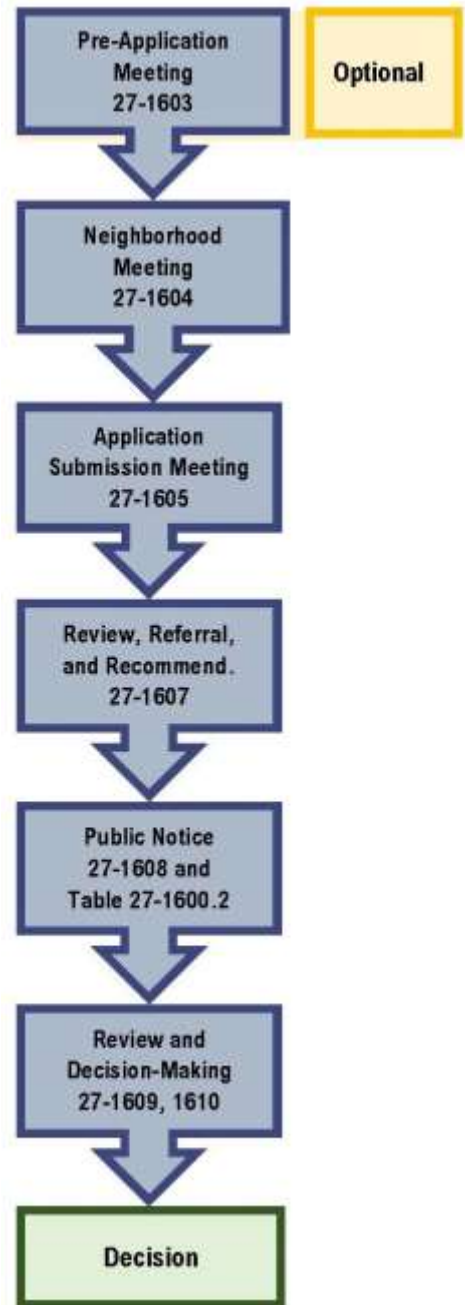 Pre-Application
Meeting
27-1603
Optional
Neighborhood
Meeting
27-1604
Application
Submission Meeting
27-1605
Review, Referral,
and Recommend.
27-1607
Public Notice
27-1608 and
Table 27-1600.2
Review and
Decision-Making
27-1609, 1610
Decision